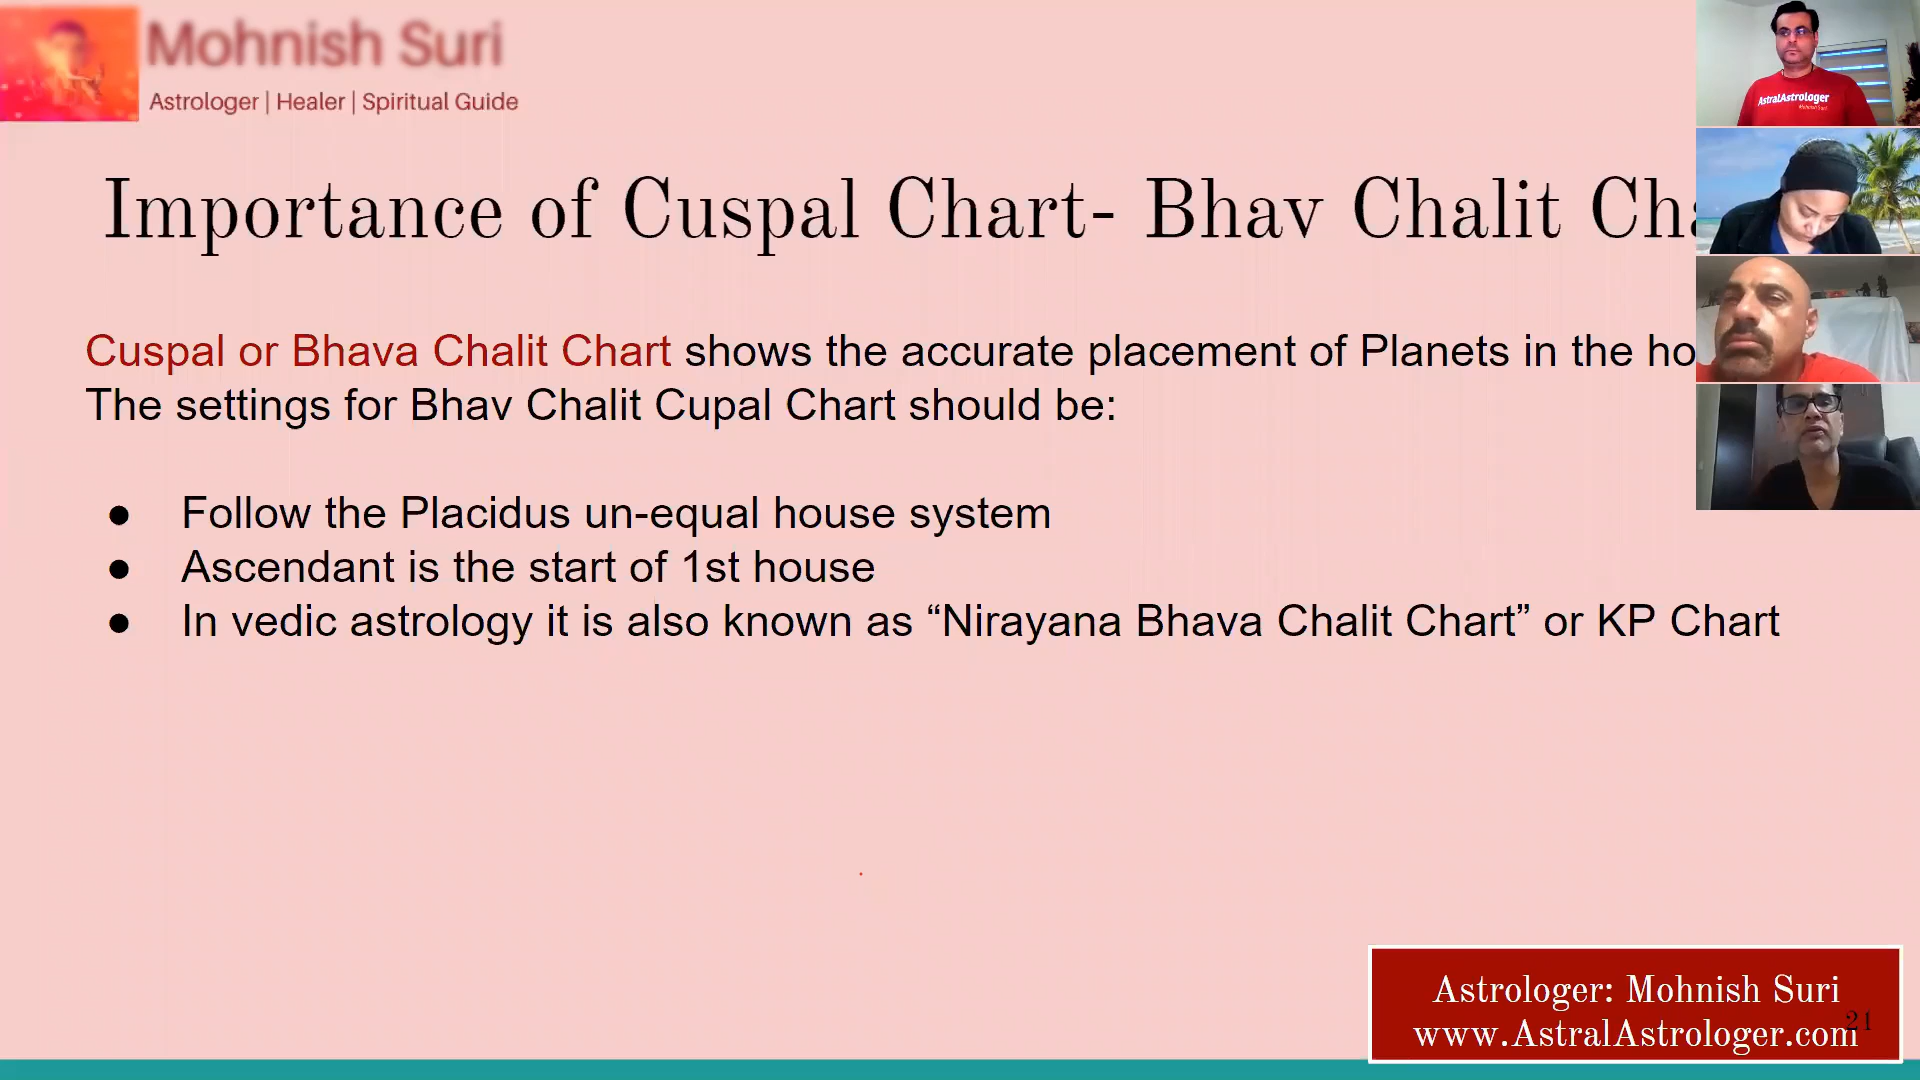 Mohnish Suri
Astrologer | Healer | Spiritual Guide
AstralAstrologer
Importance of Cuspal Chart- Bhav Chalit Cha
Cuspal or Bhava Chalit Chart shows the accurate placement of Planets in the ho
The settings for Bhav Chalit Cupal Chart should be:
● Follow the Placidus un-equal house system
● Ascendant is the start of 1st house
● In vedic astrology it is also known as “Nirayana Bhava Chalit Chart” or KP Chart
Astrologer: Mohnish Suri
www.AstralAstrologer.com
21